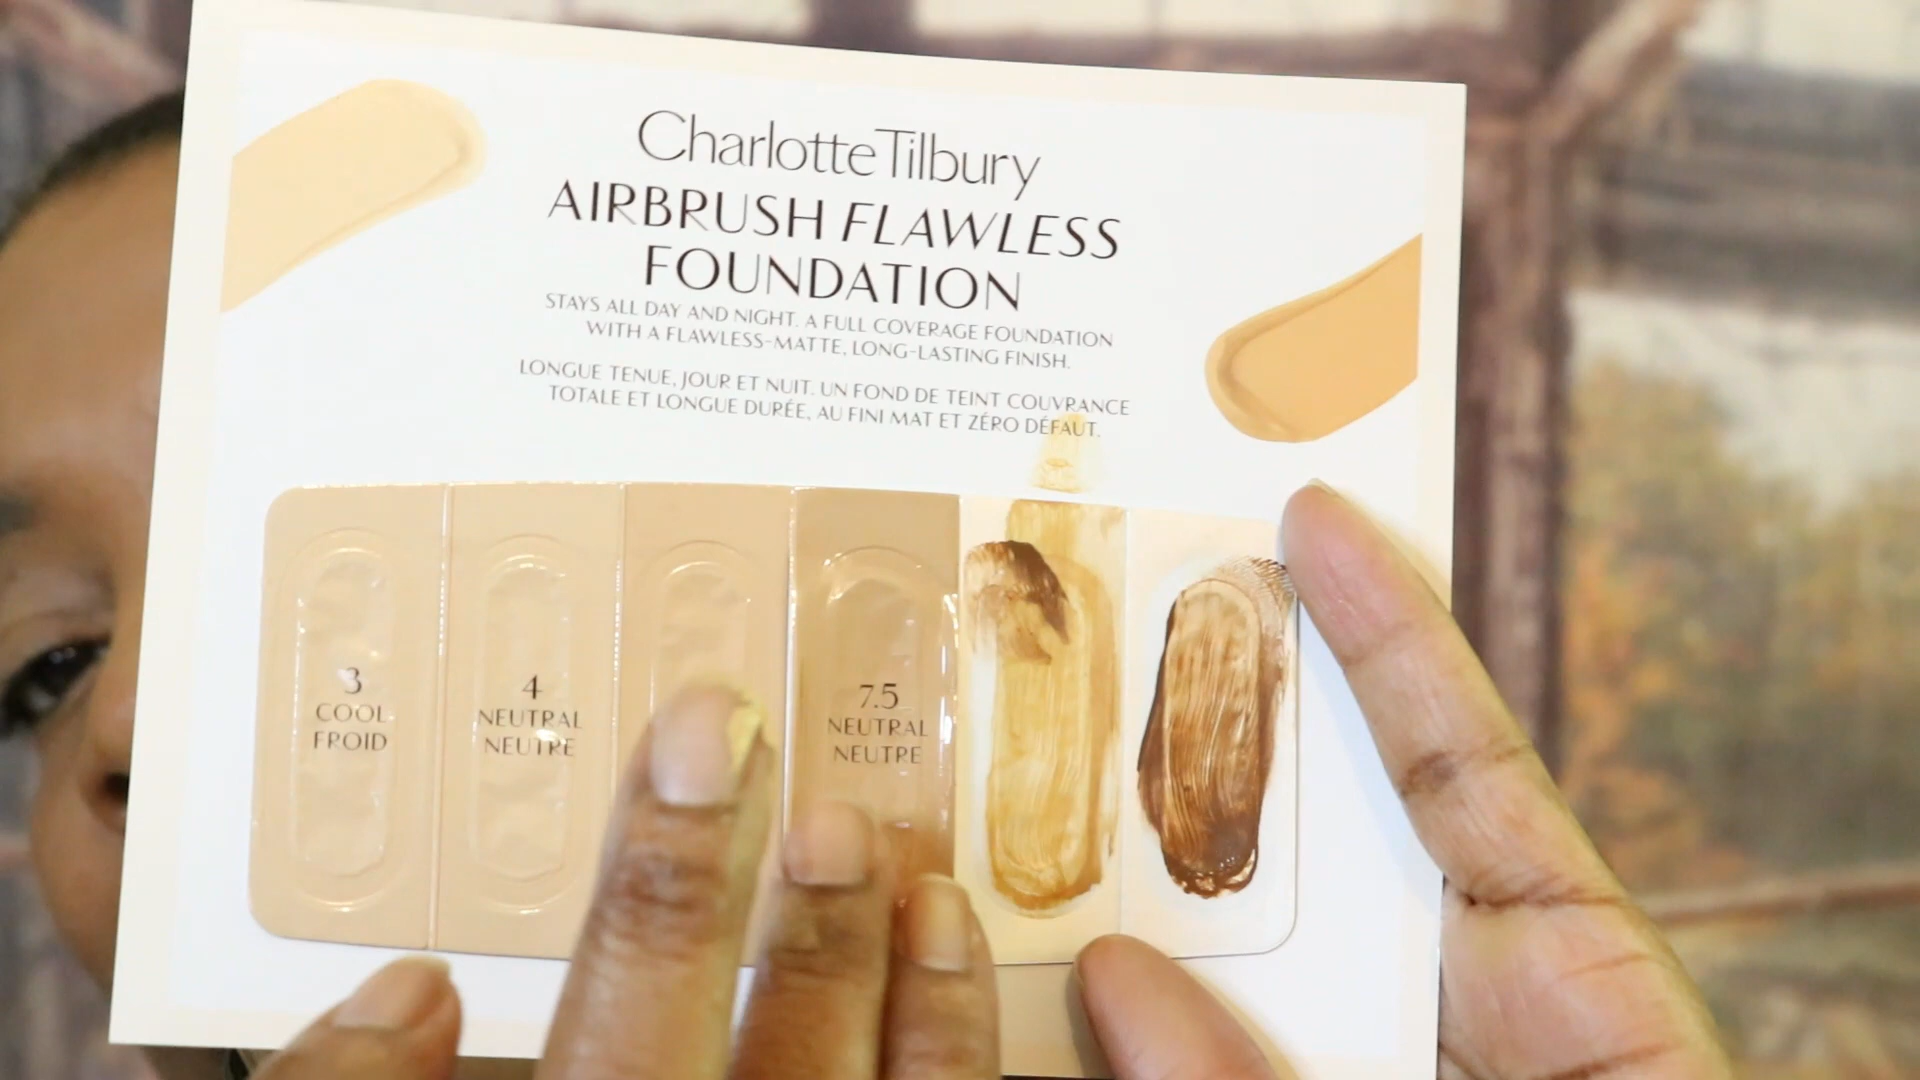 Charlotte Tilbury
AIRBRUSH FLAWLESS
FOUNDATION
STAYS ALL DAY AND NIGHT. A FULL COVERAGE FOUNDATION
WITH A FLAWLESS-MATTE, LONG-LASTING FINISH.
LONGUE TENUE, JOUR ET NUIT. UN FOND DE TEINT COUVRANCE
TOTALE ET LONGUE DURÉE, AU FINI MAT ET ZÉRO DÉFAUT.
3
COOL
FROID
4
NEUTRAL
NEUTRE
7.5
NEUTRAL
NEUTRE